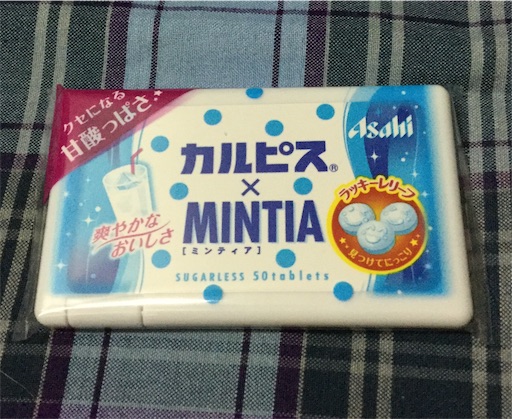 クセになる
甘酸っぱさ!
Asahi
カルピス®
×
MINTIA
[ミンティア]
SUGARLESS 50tablets
爽やかな
おいしさ
ラッキーレリーフ
見つけてにっこり